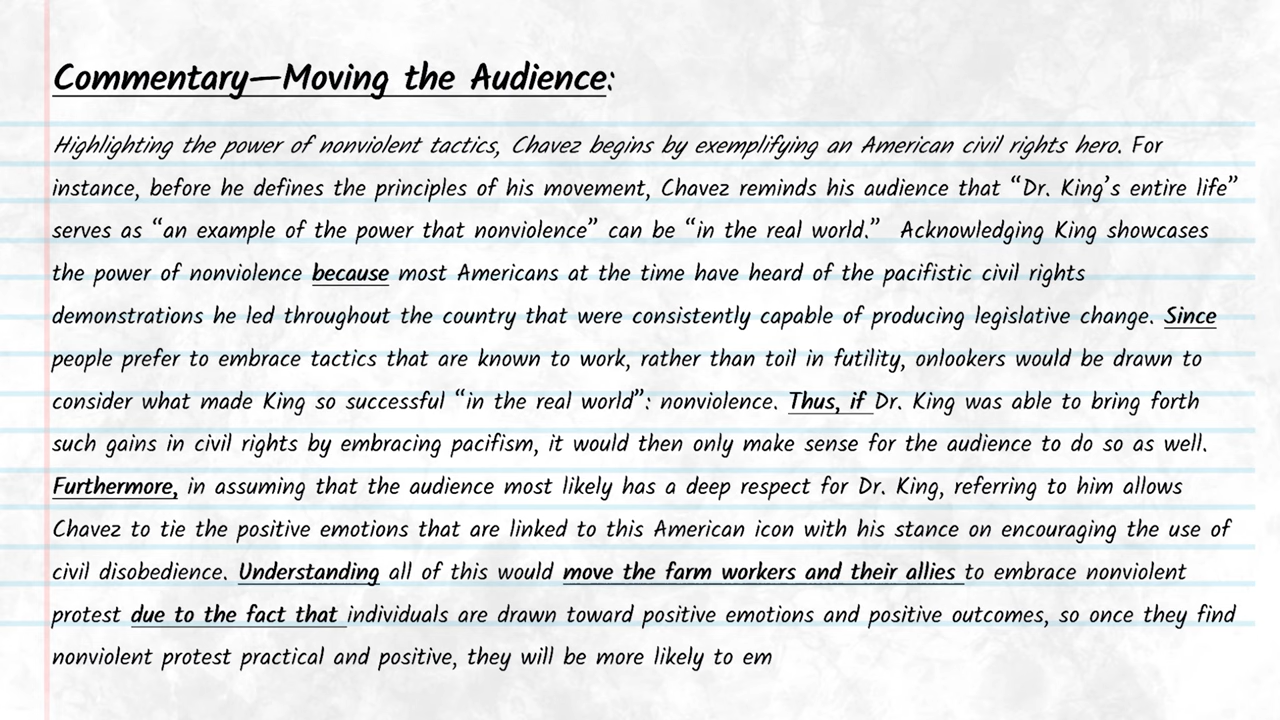 Commentary—Moving the Audience:
Highlighting the power of nonviolent tactics, Chavez begins by exemplifying an American civil rights hero. For
instance, before he defines the principles of his movement, Chavez reminds his audience that “Dr. King’s entire life”
serves as “an example of the power that nonviolence” can be “in the real world.”  Acknowledging King showcases
the power of nonviolence because most Americans at the time have heard of the pacifistic civil rights
demonstrations he led throughout the country that were consistently capable of producing legislative change. Since
people prefer to embrace tactics that are known to work, rather than toil in futility, onlookers would be drawn to
consider what made King so successful “in the real world”: nonviolence. Thus, if Dr. King was able to bring forth
such gains in civil rights by embracing pacifism, it would then only make sense for the audience to do so as well.
Furthermore, in assuming that the audience most likely has a deep respect for Dr. King, referring to him allows
Chavez to tie the positive emotions that are linked to this American icon with his stance on encouraging the use of
civil disobedience. Understanding all of this would move the farm workers and their allies to embrace nonviolent
protest due to the fact that individuals are drawn toward positive emotions and positive outcomes, so once they find
nonviolent protest practical and positive, they will be more likely to em